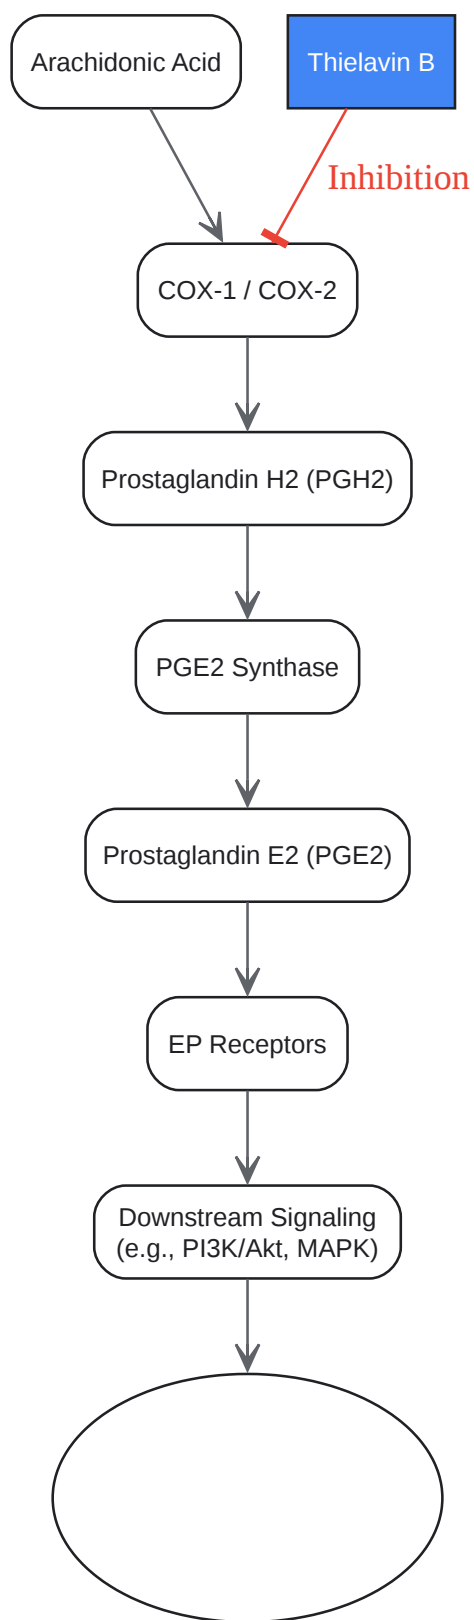 Arachidonic Acid
Thielavin B
Inhibition
COX-1 / COX-2
Prostaglandin H2 (PGH2)
PGE2 Synthase
Prostaglandin E2 (PGE2)
EP Receptors
Downstream Signaling
(e.g., PI3K/Akt, MAPK)